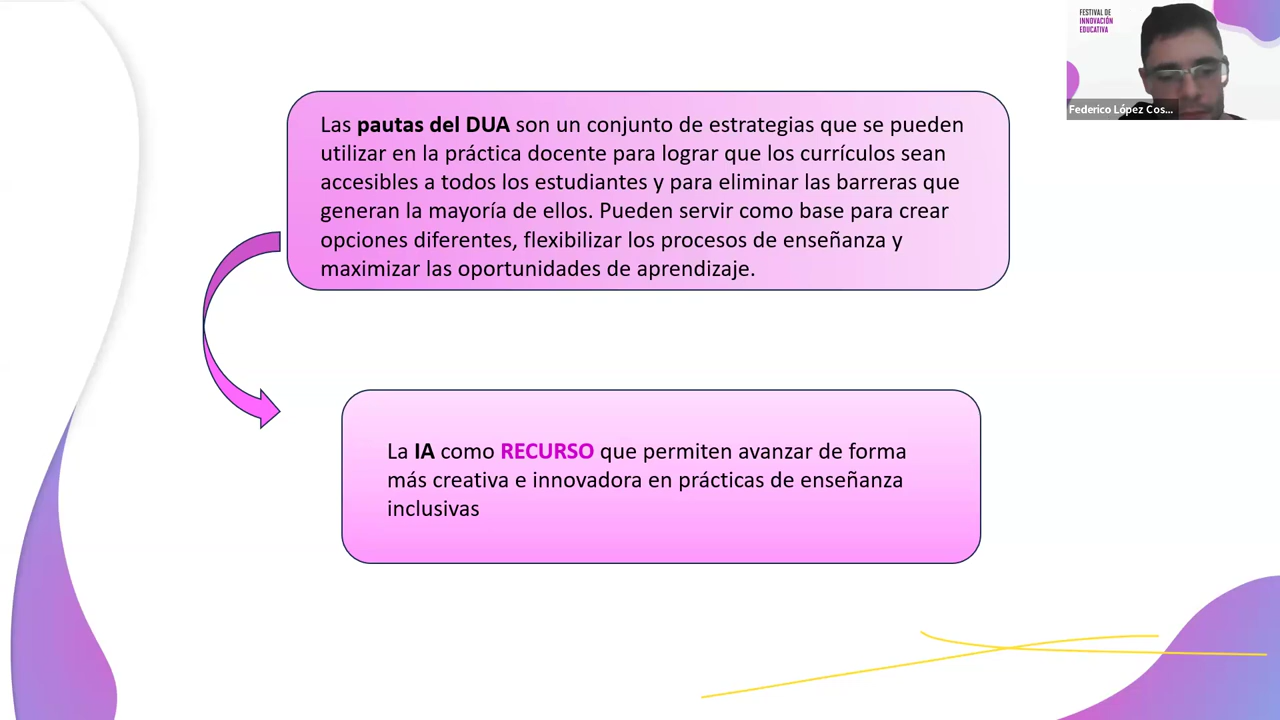 FESTIVAL DE
INNOVACIÓN
EDUCATIVA
Federico López Cos...
Las pautas del DUA son un conjunto de estrategias que se pueden
utilizar en la práctica docente para lograr que los currículos sean
accesibles a todos los estudiantes y para eliminar las barreras que
generan la mayoría de ellos. Pueden servir como base para crear
opciones diferentes, flexibilizar los procesos de enseñanza y
maximizar las oportunidades de aprendizaje.
La IA como RECURSO que permiten avanzar de forma
más creativa e innovadora en prácticas de enseñanza
inclusivas